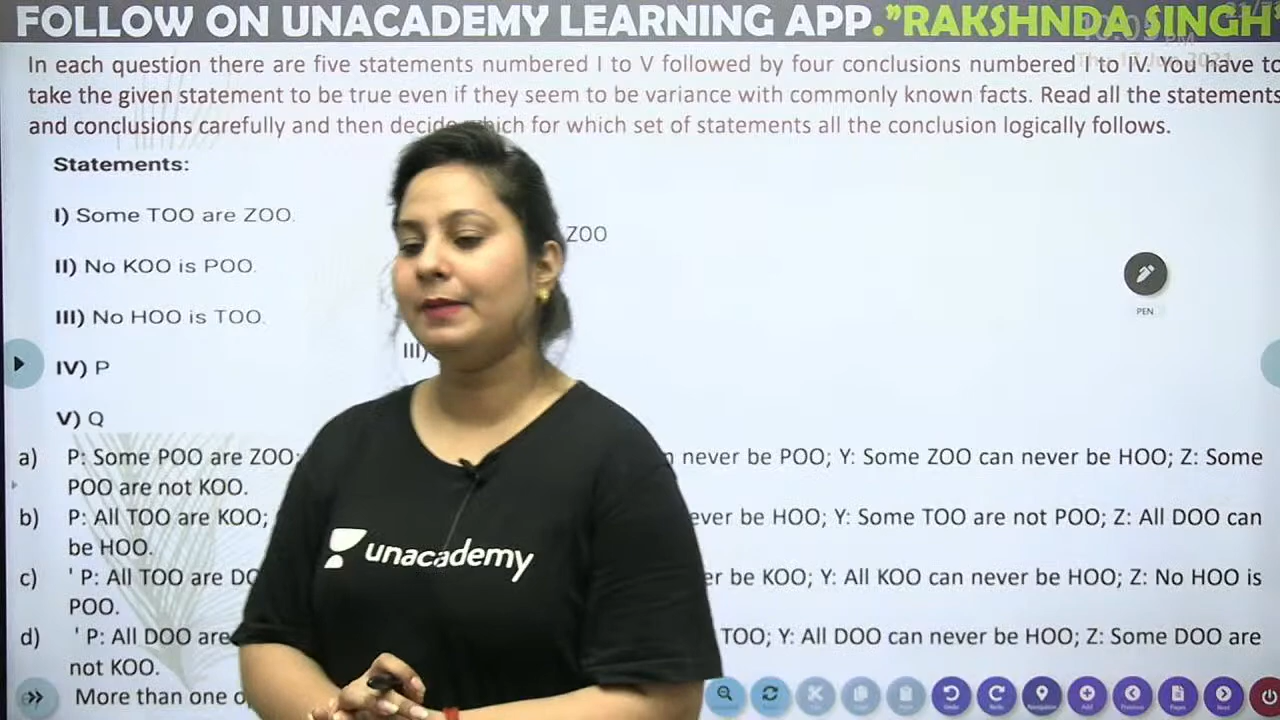 FOLLOW ON UNACADEMY LEARNING APP."RAKSHNDA SINGH"
In each question there are five statements numbered I to V followed by four conclusions numbered I to IV. You have to
take the given statement to be true even if they seem to be variance with commonly known facts. Read all the statements
and conclusions carefully and then decide which for which set of statements all the conclusion logically follows.
Statements:
I) Some TOO are ZOO.
ZOO
II) No KOO is POO.
PEN
III) No HOO is TOO.
III)
IV) P
V) Q
a) P: Some POO are ZOO; never be POO; Y: Some ZOO can never be HOO; Z: Some
POO are not KOO.
b) P: All TOO are KOO; ever be HOO; Y: Some TOO are not POO; Z: All DOO can
be HOO.
c) ' P: All TOO are be KOO; Y: All KOO can never be HOO; Z: No HOO is
POO.
d) ' P: All DOO are TOO; Y: All DOO can never be HOO; Z: Some DOO are
not KOO.
More than one
unacademy
Undo Redo Navigation Add Previous Pages Next